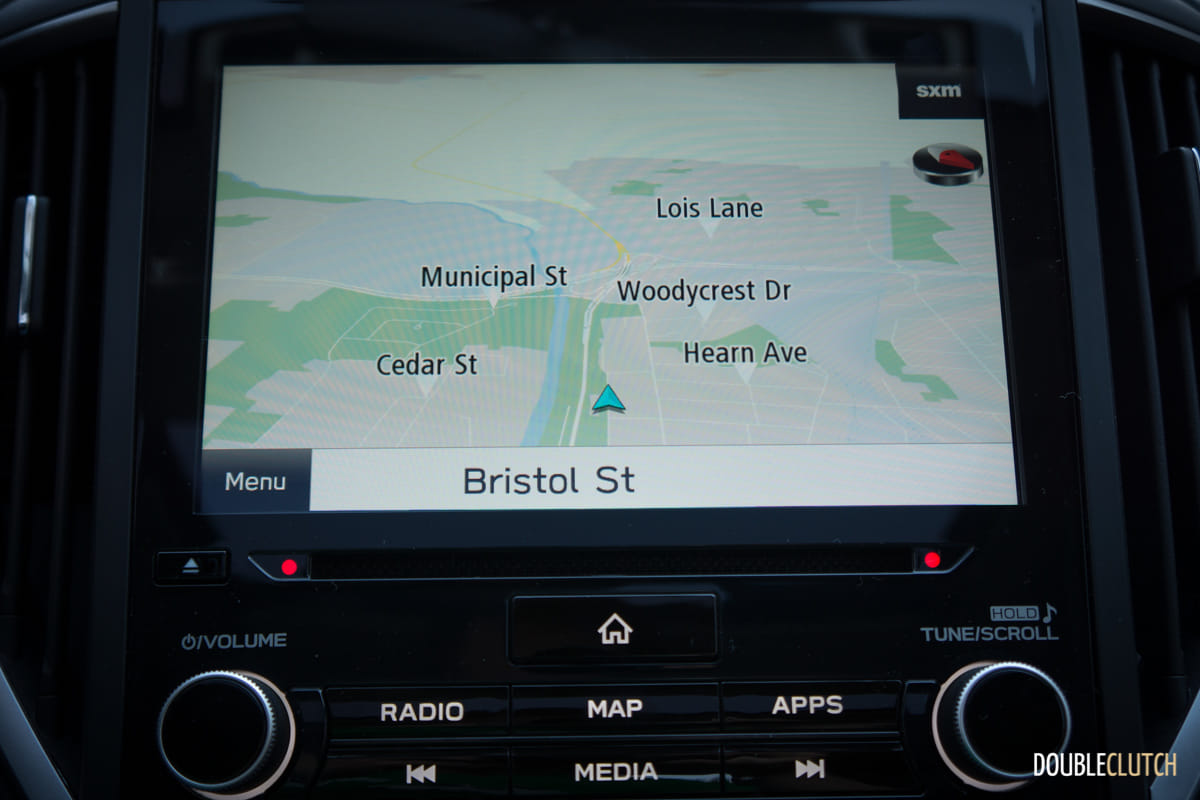 sxm
Lois Lane
Municipal St
Woodycrest Dr
Hearn Ave
Cedar St
Menu
Bristol St
HOLD
/VOLUME
TUNE/SCROLL
RADIO
MAP
APPS
MEDIA
DOUBLECLUTCH